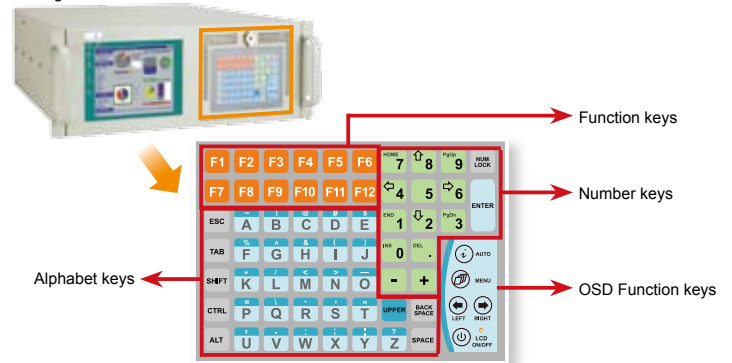 Function keys
F1 F2 F3 F4 F5 F6 HOME 7 8 PgUp 9 NUM LOCK
F7 F8 F9 F10 F11 F12 4 5 6 ENTER
Number keys
ESC ~ A ! B @ C # D $ E END 1 2 PgDn 3
TAB % F ^ G & H ( I ) J INS 0 DEL . i AUTO
Alphabet keys
SHIFT * K / L < M > N — O - + MENU
OSD Function keys
CTRL = P \ Q R S " T UPPER BACK SPACE LEFT RIGHT
ALT U V W X Y ? Z SPACE LCD ON/OFF